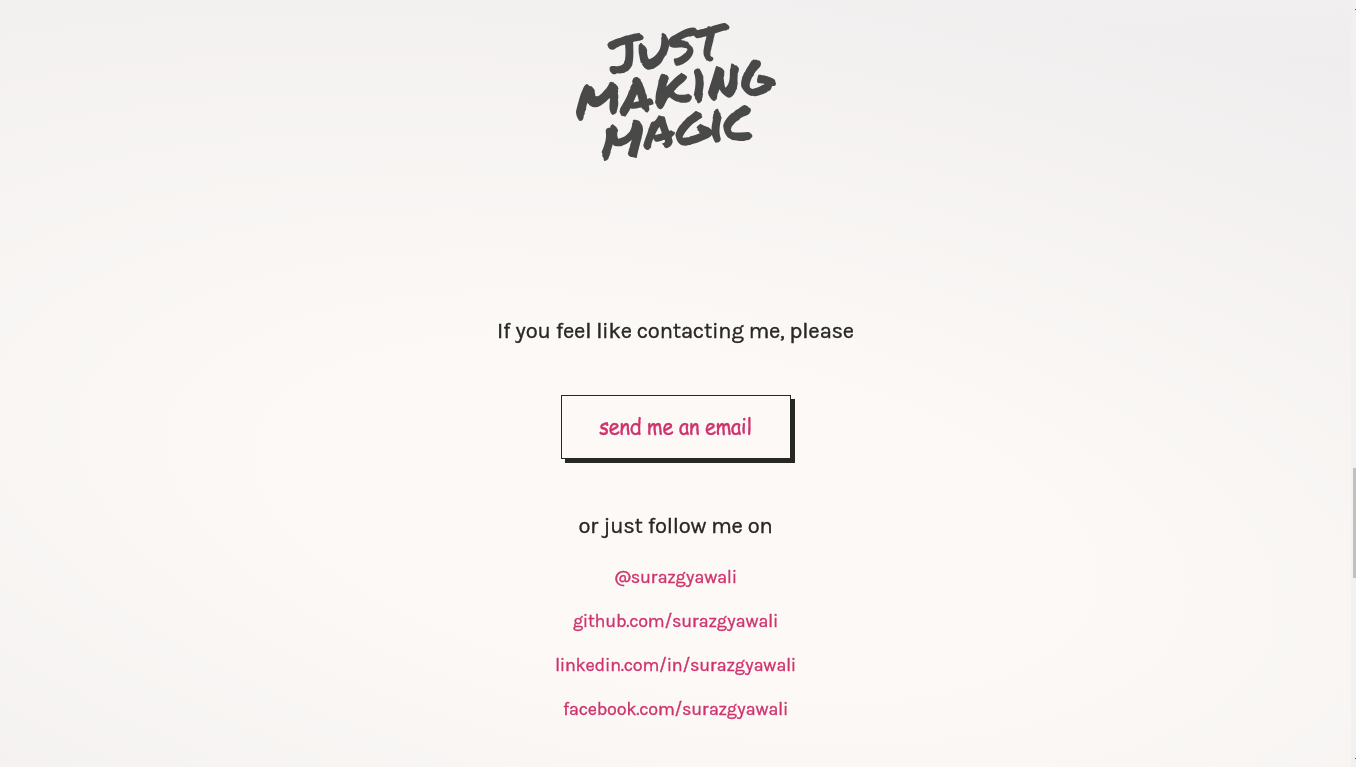 JUST
MAKING
MAGIC
If you feel like contacting me, please
send me an email
or just follow me on
@surazgyawali
github.com/surazgyawali
linkedin.com/in/surazgyawali
facebook.com/surazgyawali